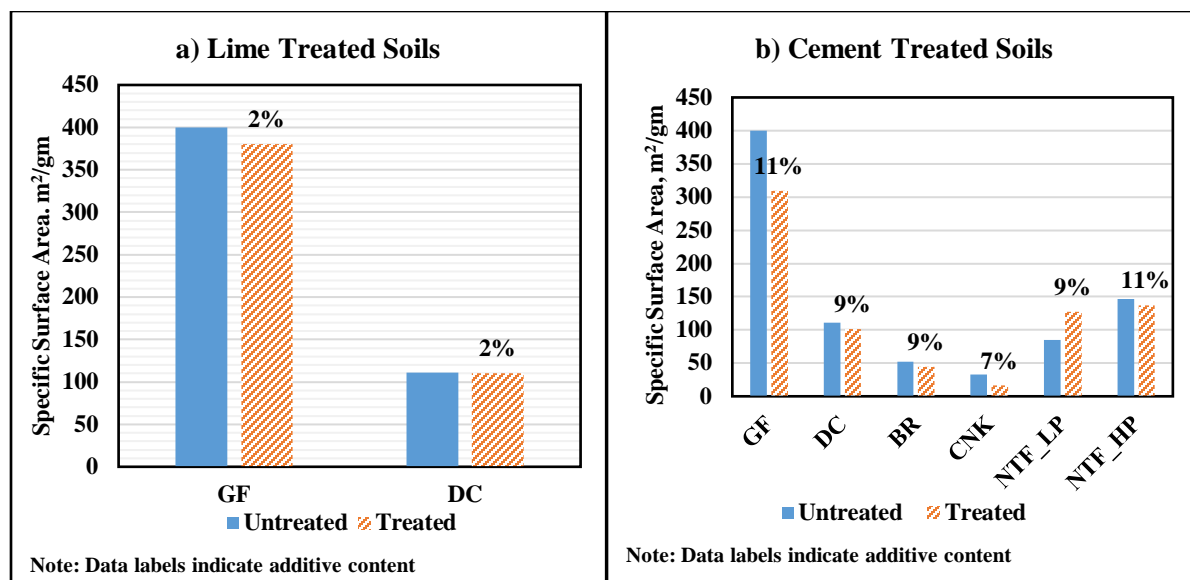 a) Lime Treated Soils
Specific Surface Area. m²/gm
450
400
350
300
250
200
150
100
50
0
2%
2%
GF
DC
Untreated
Treated
Note: Data labels indicate additive content
b) Cement Treated Soils
Specific Surface Area, m²/gm
450
400
350
300
250
200
150
100
50
0
11%
9%
9%
7%
9%
11%
GF
DC
BR
CNK
NTF_LP
NTF_HP
Untreated
Treated
Note: Data labels indicate additive content